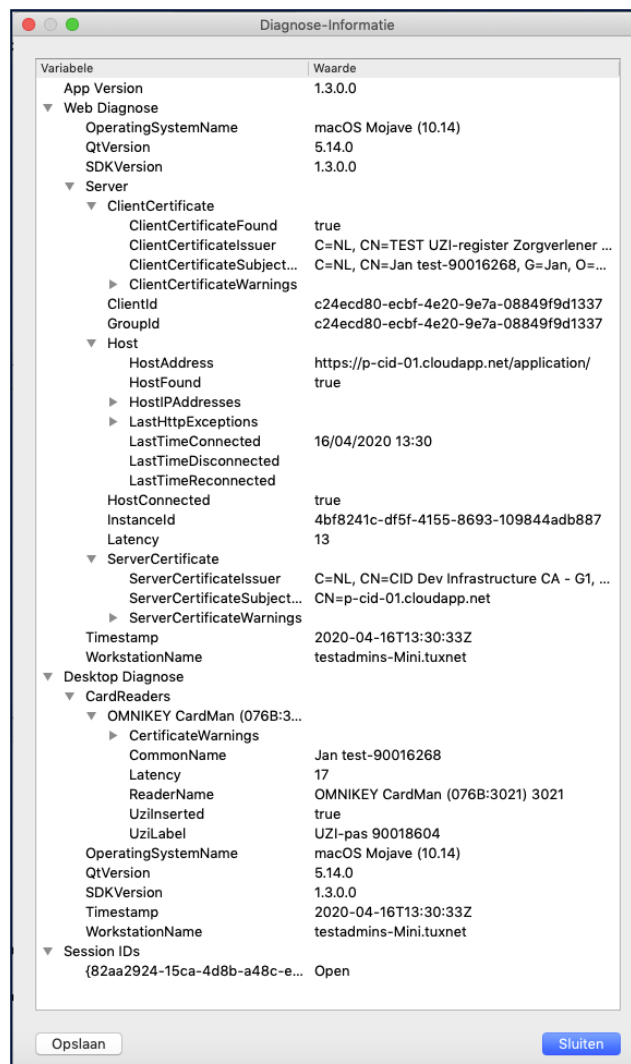 Diagnose-Informatie
Variabele Waarde
App Version 1.3.0.0
Web Diagnose
OperatingSystemName macOS Mojave (10.14)
QtVersion 5.14.0
SDKVersion 1.3.0.0
Server
ClientCertificate
ClientCertificateFound true
ClientCertificateIssuer C=NL, CN=TEST UZI-register Zorgverlener ...
ClientCertificateSubject... C=NL, CN=Jan test-90016268, G=Jan, O=...
ClientCertificateWarnings
ClientId c24ecd80-ecbf-4e20-9e7a-08849f9d1337
GroupId c24ecd80-ecbf-4e20-9e7a-08849f9d1337
Host
HostAddress https://p-cid-01.cloudapp.net/application/
HostFound true
HostIPAddresses
LastHttpExceptions
LastTimeConnected 16/04/2020 13:30
LastTimeDisconnected
LastTimeReconnected
HostConnected true
InstanceId 4bf8241c-df5f-4155-8693-109844adb887
Latency 13
ServerCertificate
ServerCertificateIssuer C=NL, CN=CID Dev Infrastructure CA - G1, ...
ServerCertificateSubject... CN=p-cid-01.cloudapp.net
ServerCertificateWarnings
Timestamp 2020-04-16T13:30:33Z
WorkstationName testadmins-Mini.tuxnet
Desktop Diagnose
CardReaders
OMNIKEY CardMan (076B:3...
CertificateWarnings
CommonName Jan test-90016268
Latency 17
ReaderName OMNIKEY CardMan (076B:3021) 3021
UziInserted true
UziLabel UZI-pas 90018604
OperatingSystemName macOS Mojave (10.14)
QtVersion 5.14.0
SDKVersion 1.3.0.0
Timestamp 2020-04-16T13:30:33Z
WorkstationName testadmins-Mini.tuxnet
Session IDs
{82aa2924-15ca-4d8b-a48c-e... Open
Opslaan Sluiten